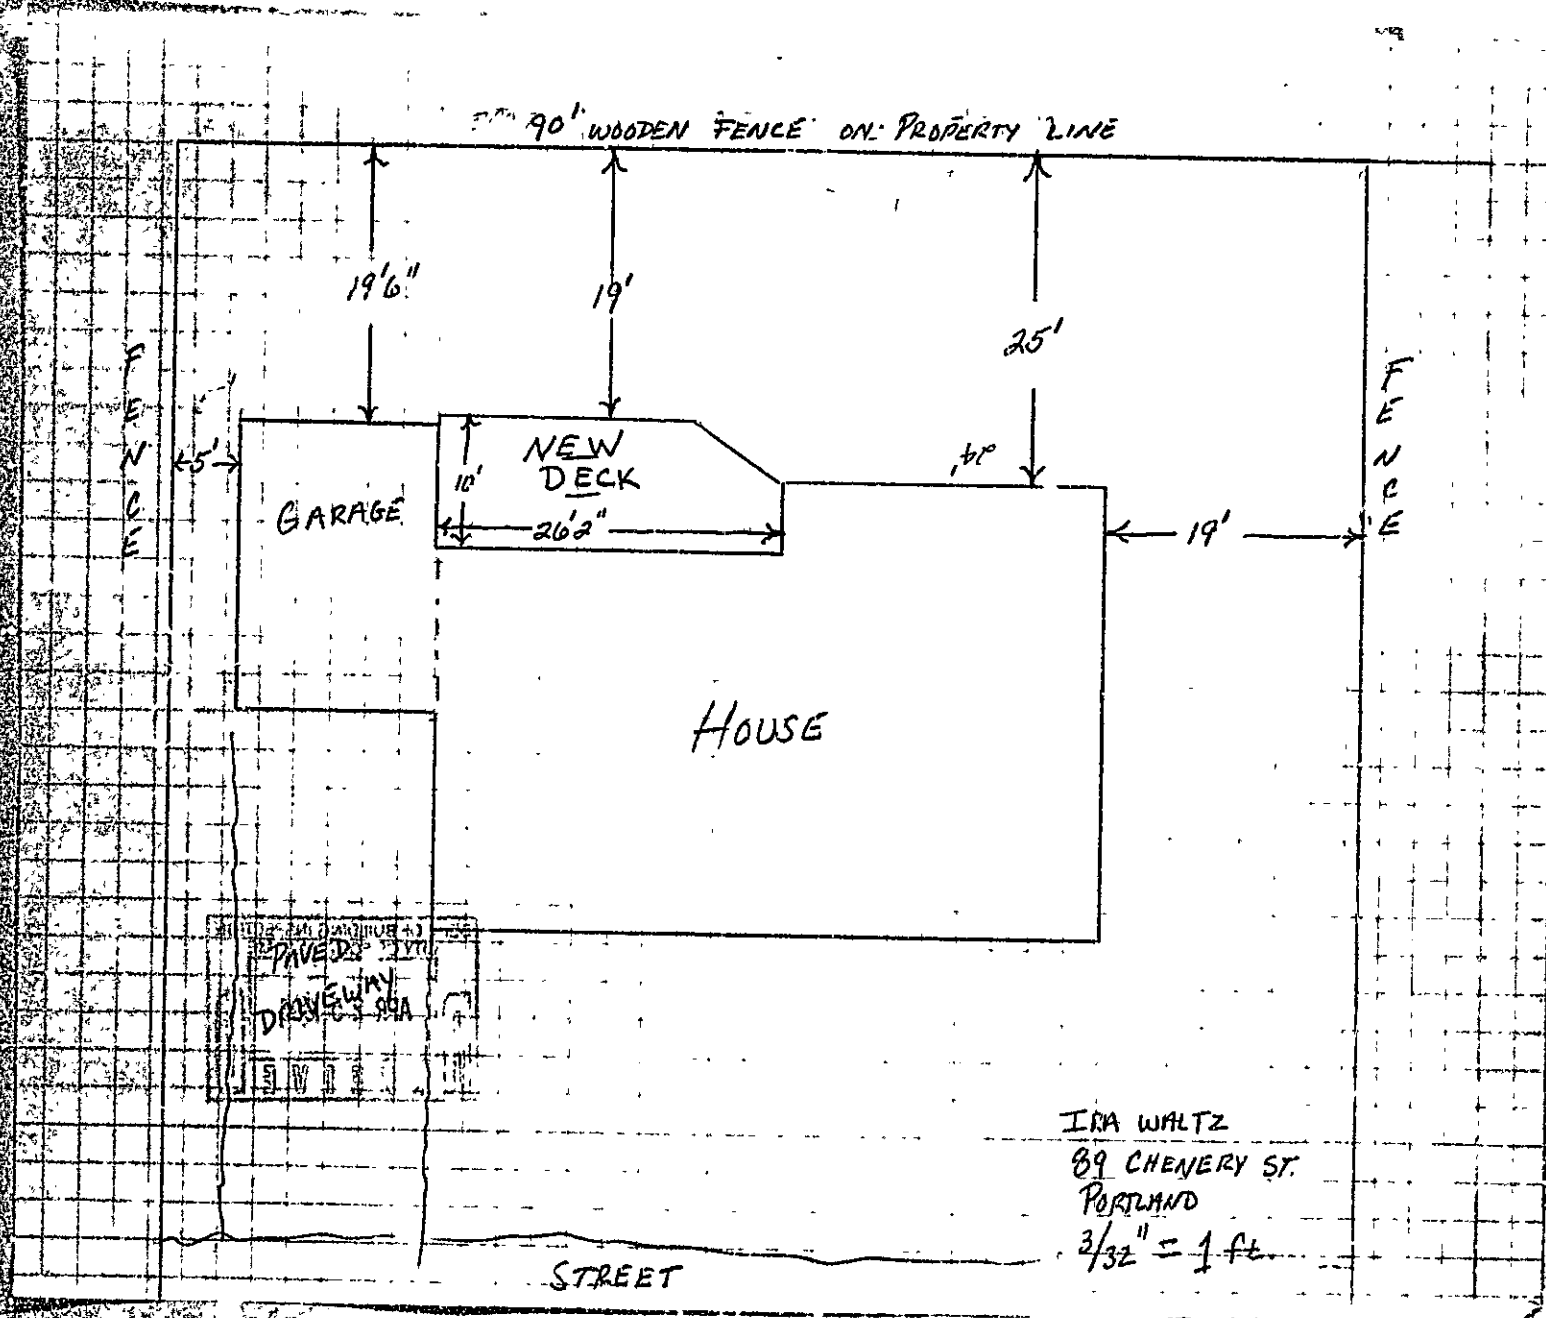 90' WOODEN FENCE ON PROPERTY LINE
19'6"
19'
25'
FENCE
FENCE
5'
GARAGE
NEW
DECK
10'
26'2"
24'
19'
HOUSE
PAVED
DRIVEWAY
IRA WALTZ
89 CHENERY ST.
PORTLAND
3/32" = 1 ft.
STREET